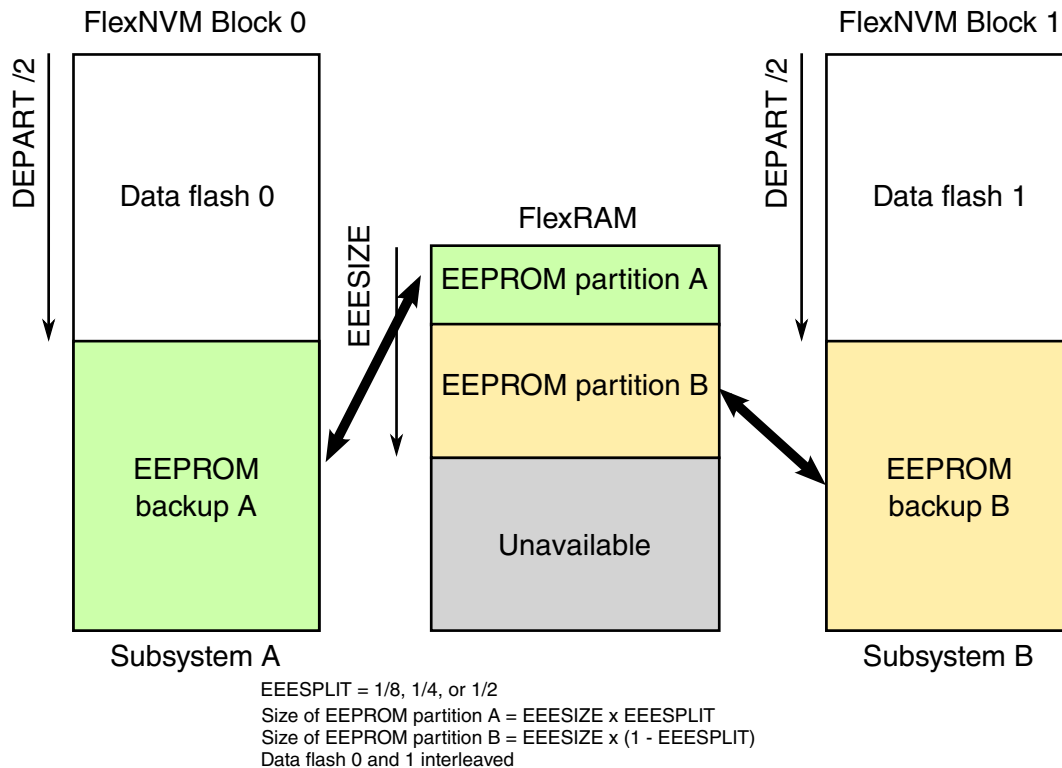 FlexNVM Block 0
FlexNVM Block 1
DEPART /2
DEPART /2
Data flash 0
Data flash 1
FlexRAM
EEESIZE
EEPROM partition A
EEPROM partition B
EEPROM
backup A
EEPROM
backup B
Unavailable
Subsystem A
Subsystem B
EEESPLIT = 1/8, 1/4, or 1/2
Size of EEPROM partition A = EEESIZE x EEESPLIT
Size of EEPROM partition B = EEESIZE x (1 - EEESPLIT)
Data flash 0 and 1 interleaved